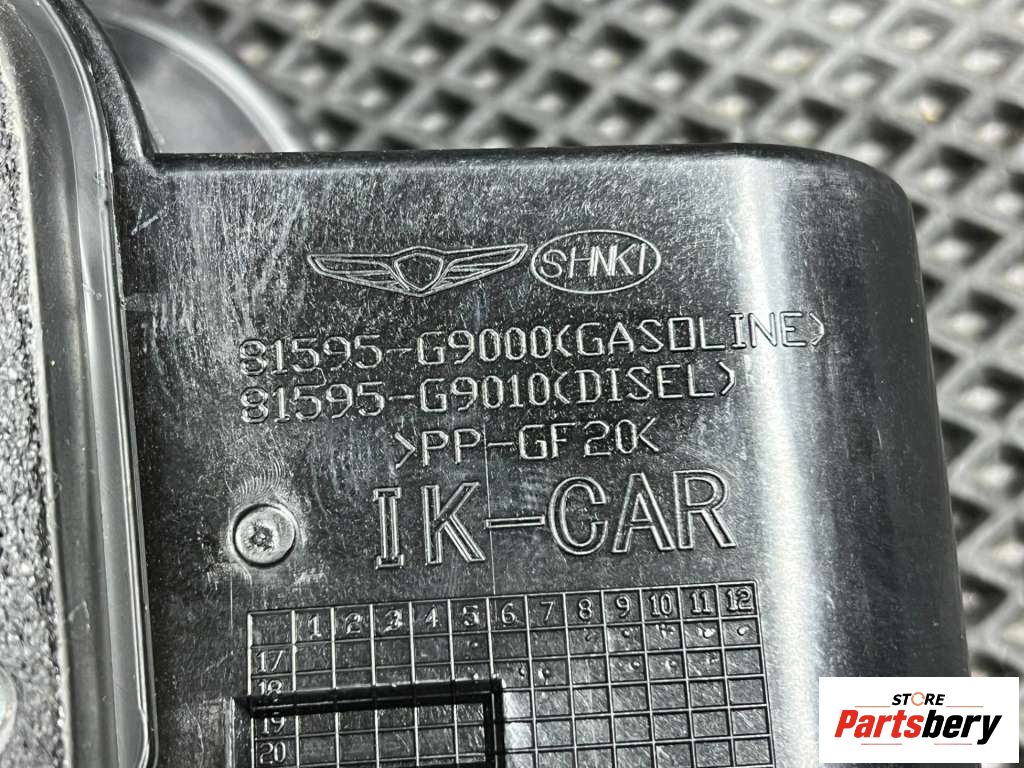 SHNKI
81595-G9000(GASOLINE)
81595-G9010(DISEL)
>PP-GF20<
IK-CAR
1 2 3 4 5 6 7 8 9 10 11 12
17
18
19
20
STORE
Partsbery